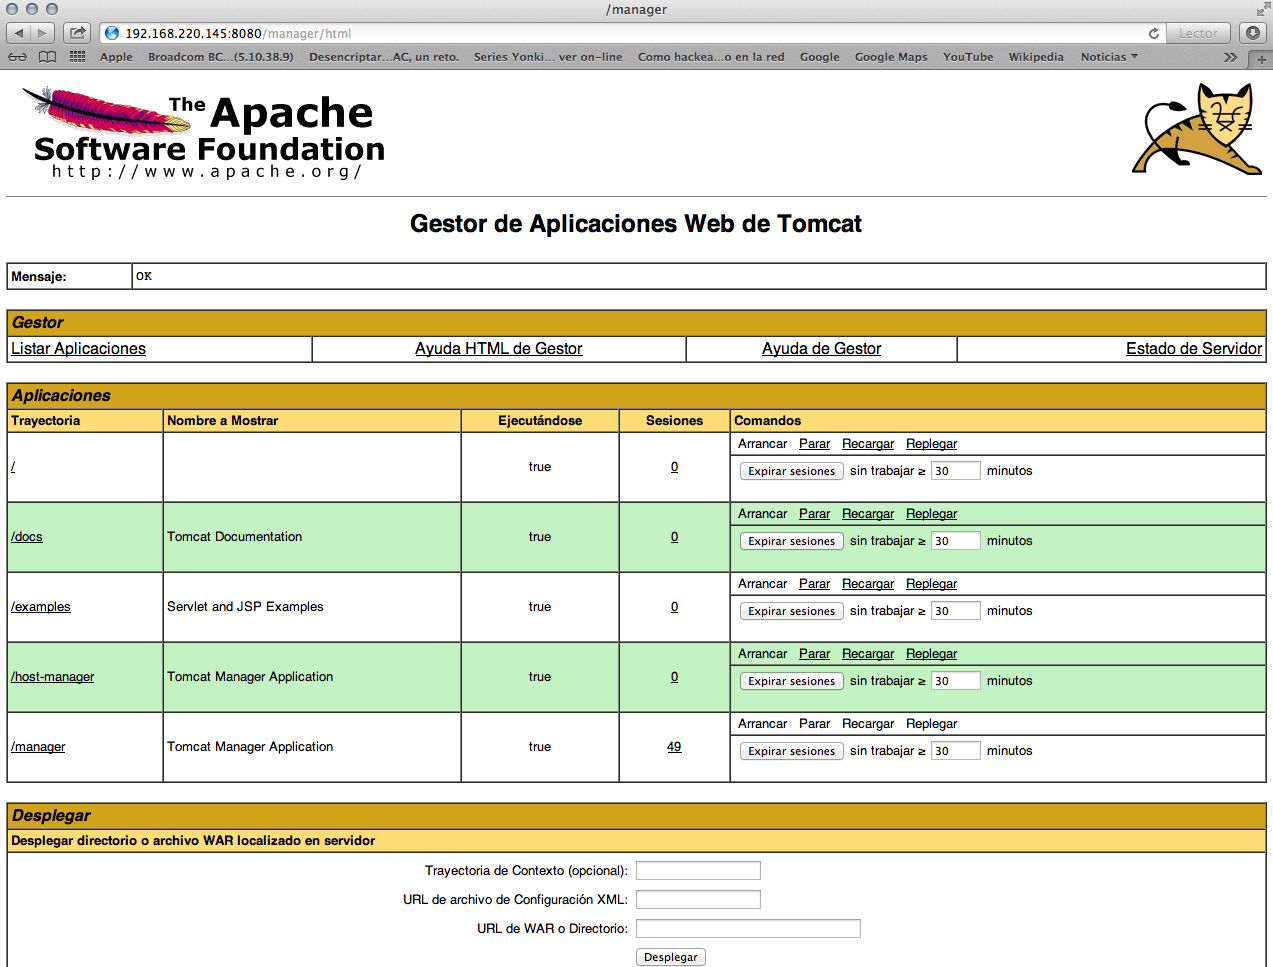 /manager
192.168.220.145:8080/manager/html
Lector
Apple Broadcom BC...(5.10.38.9) Desencriptar...AC, un reto. Series Yonki... ver on-line Como hackea...o en la red Google Google Maps YouTube Wikipedia Noticias
The Apache
Software Foundation
http://www.apache.org/
Gestor de Aplicaciones Web de Tomcat
Mensaje: OK
Gestor
Listar Aplicaciones Ayuda HTML de Gestor Ayuda de Gestor Estado de Servidor
Aplicaciones
Trayectoria Nombre a Mostrar Ejecutándose Sesiones Comandos
Arrancar Parar Recargar Replegar
/ true 0
Expirar sesiones sin trabajar ≥ 30 minutos
Arrancar Parar Recargar Replegar
/docs Tomcat Documentation true 0
Expirar sesiones sin trabajar ≥ 30 minutos
Arrancar Parar Recargar Replegar
/examples Servlet and JSP Examples true 0
Expirar sesiones sin trabajar ≥ 30 minutos
Arrancar Parar Recargar Replegar
/host-manager Tomcat Manager Application true 0
Expirar sesiones sin trabajar ≥ 30 minutos
Arrancar Parar Recargar Replegar
/manager Tomcat Manager Application true 49
Expirar sesiones sin trabajar ≥ 30 minutos
Desplegar
Desplegar directorio o archivo WAR localizado en servidor
Trayectoria de Contexto (opcional):
URL de archivo de Configuración XML:
URL de WAR o Directorio:
Desplegar